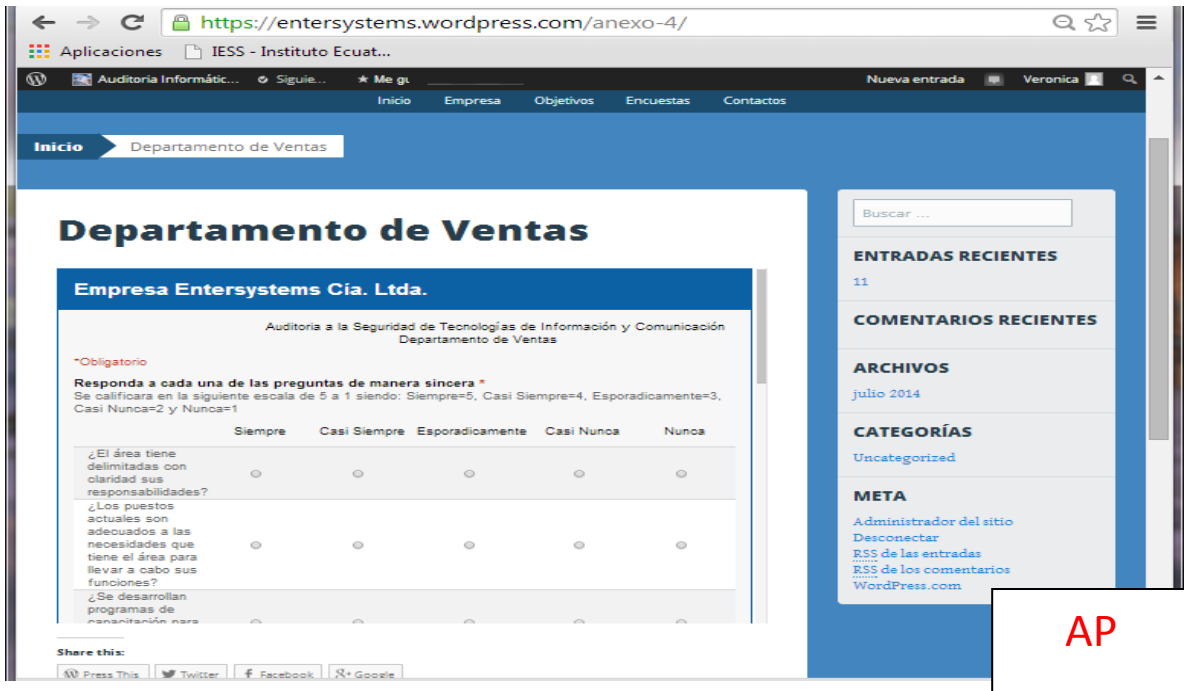 https://entersystems.wordpress.com/anexo-4/
Aplicaciones IESS - Instituto Ecuat...
Auditoria Informátic... Siguie... ★ Me gu Nueva entrada Veronica
Inicio Empresa Objetivos Encuestas Contactos
Inicio Departamento de Ventas
Departamento de Ventas
Empresa Entersystems Cía. Ltda.
Auditoria a la Seguridad de Tecnologías de Información y Comunicación
Departamento de Ventas
*Obligatorio
Responda a cada una de las preguntas de manera sincera *
Se calificara en la siguiente escala de 5 a 1 siendo: Siempre=5, Casi Siempre=4, Esporadicamente=3,
Casi Nunca=2 y Nunca=1
Siempre Casi Siempre Esporadicamente Casi Nunca Nunca
¿El área tiene
delimitadas con
claridad sus
responsabilidades?
¿Los puestos
actuales son
adecuados a las
necesidades que
tiene el área para
llevar a cabo sus
funciones?
¿Se desarrollan
programas de
capacitación para
Share this:
Press This Twitter Facebook Google
Buscar ...
ENTRADAS RECIENTES
11
COMENTARIOS RECIENTES
ARCHIVOS
julio 2014
CATEGORÍAS
Uncategorized
META
Administrador del sitio
Desconectar
RSS de las entradas
RSS de los comentarios
WordPress.com
AP